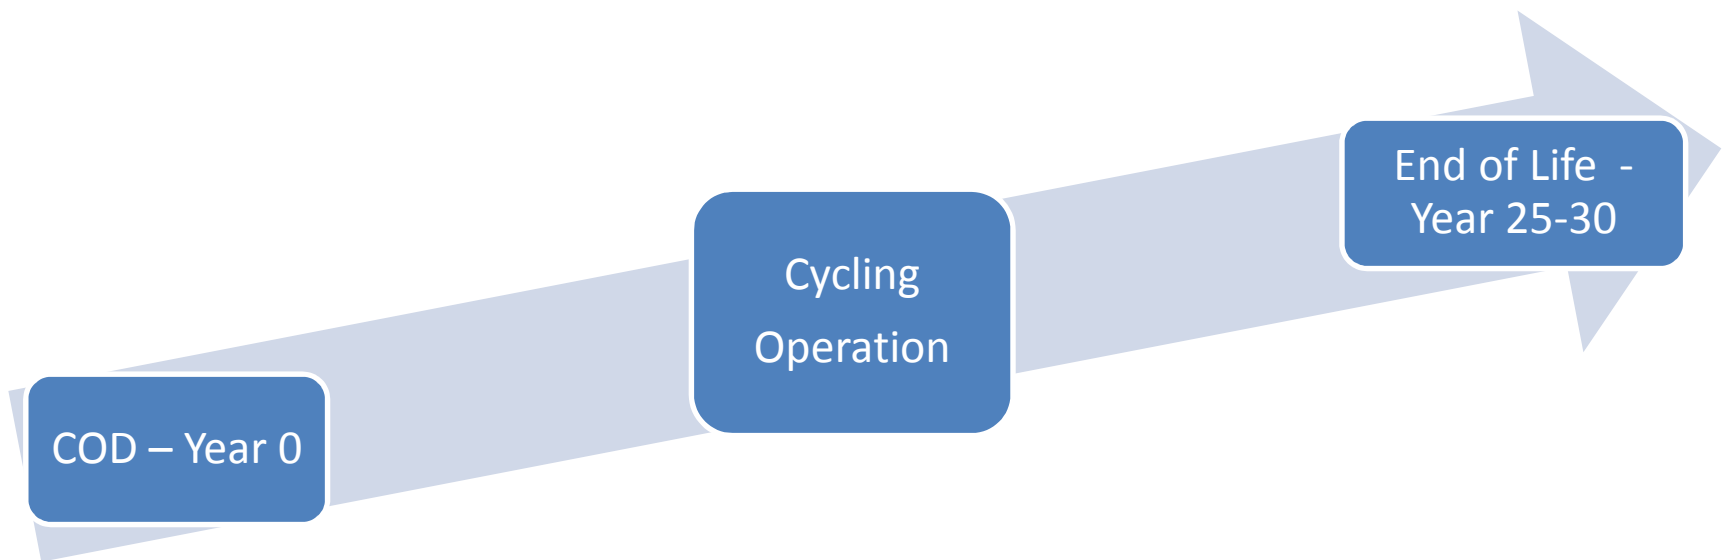 COD – Year 0
Cycling
Operation
End of Life  -
Year 25-30